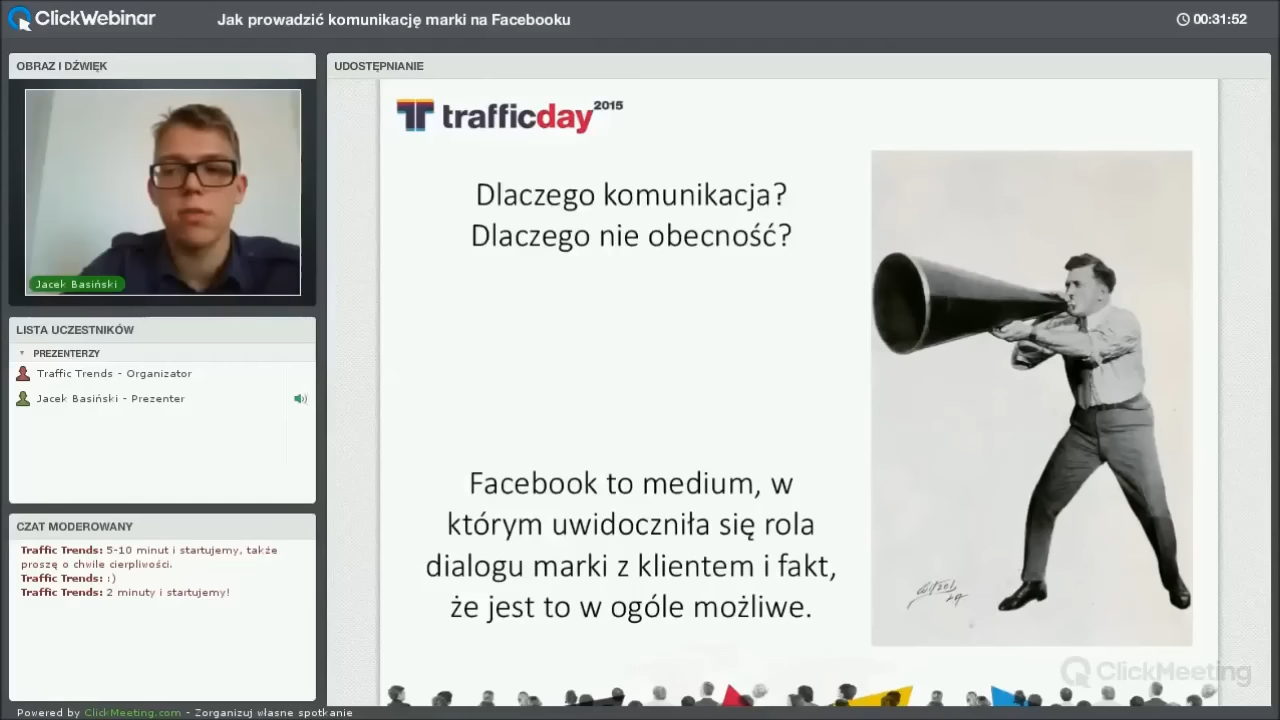 ClickWebinar
Jak prowadzić komunikację marki na Facebooku
00:31:52
OBRAZ I DŹWIĘK
Jacek Basiński
LISTA UCZESTNIKÓW
PREZENTERZY
Traffic Trends - Organizator
Jacek Basiński - Prezenter
CZAT MODEROWANY
Traffic Trends: 5-10 minut i startujemy, także
proszę o chwile cierpliwości.
Traffic Trends: :)
Traffic Trends: 2 minuty i startujemy!
UDOSTĘPNIANIE
trafficday 2015
Dlaczego komunikacja?
Dlaczego nie obecność?
Facebook to medium, w
którym uwidoczniła się rola
dialogu marki z klientem i fakt,
że jest to w ogóle możliwe.
ClickMeeting
Powered by ClickMeeting.com - Zorganizuj własne spotkanie